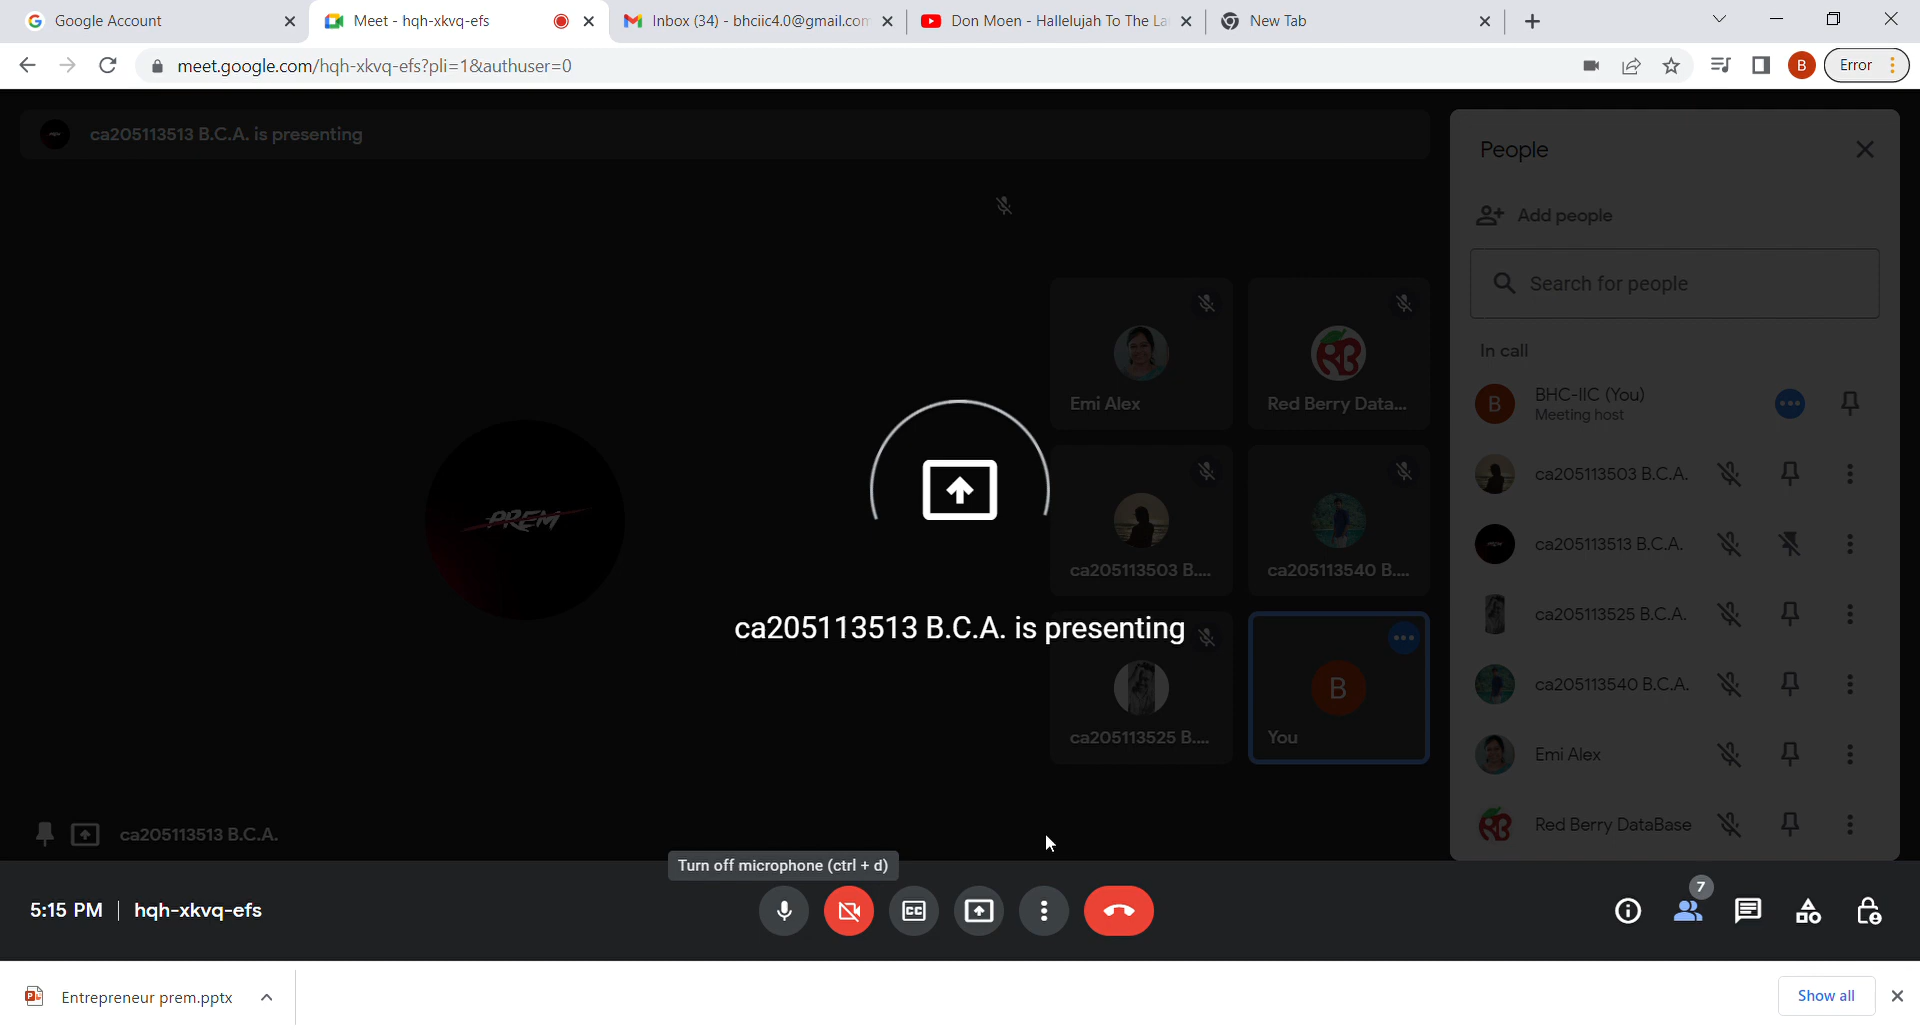 Google Account
Meet - hqh-xkvq-efs
Inbox (34) - bhciic4.0@gmail.com
Don Moen - Hallelujah To The La
New Tab
meet.google.com/hqh-xkvq-efs?pli=1&authuser=0
B
Error
ca205113513 B.C.A. is presenting
People
Add people
Search for people
In call
B
BHC-IIC (You)
Meeting host
ca205113503 B.C.A.
ca205113513 B.C.A.
ca205113525 B.C.A.
ca205113540 B.C.A.
Emi Alex
Red Berry DataBase
PREM
Emi Alex
RB
Red Berry Data...
ca205113503 B....
ca205113540 B....
ca205113513 B.C.A. is presenting
ca205113525 B....
B
You
ca205113513 B.C.A.
Turn off microphone (ctrl + d)
5:15 PM | hqh-xkvq-efs
CC
7
Entrepreneur prem.pptx
Show all